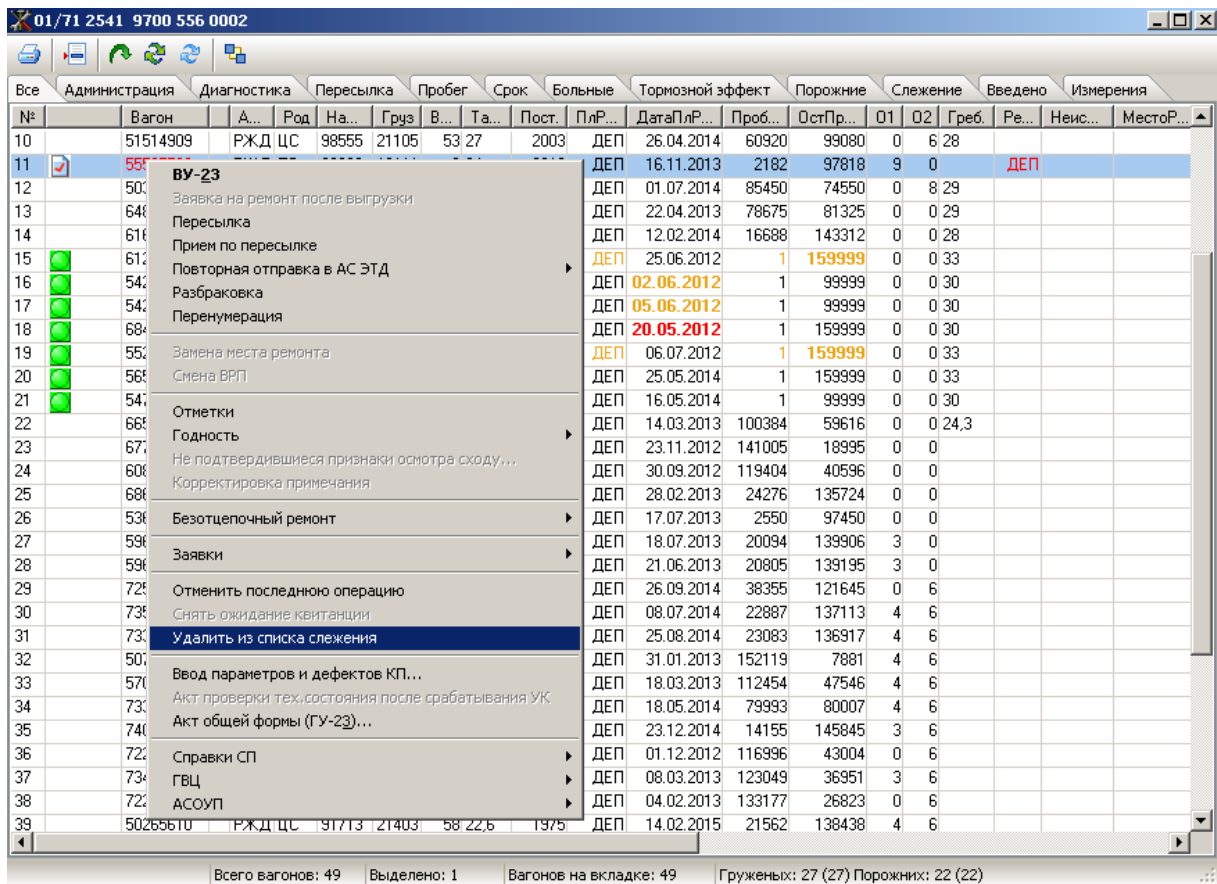 01/71 2541 9700 556 0002
Все Администрация Диагностика Пересылка Пробег Срок Больные Тормозной эффект Порожние Слежение Введено Измерения
№ Вагон А... Род На... Груз В... Та... Пост. ПлР... ДатаПлР... Проб... ОстПр... О1 О2 Греб. Ре... Неис... МестоР...
10 51514909 РЖД ЦС 98555 21105 53 27 2003 ДЕП 26.04.2014 60920 99080 0 6 28
11 ДЕП 16.11.2013 2182 97818 9 0 ДЕП
12 ДЕП 01.07.2014 85450 74550 0 8 29
13 ДЕП 22.04.2013 78675 81325 0 0 29
14 ДЕП 12.02.2014 16688 143312 0 0 28
15 ДЕП 25.06.2012 1 159999 0 0 33
16 ДЕП 02.06.2012 1 99999 0 0 30
17 ДЕП 05.06.2012 1 99999 0 0 30
18 ДЕП 20.05.2012 1 159999 0 0 30
19 ДЕП 06.07.2012 1 159999 0 0 33
20 ДЕП 25.05.2014 1 159999 0 0 33
21 ДЕП 16.05.2014 1 99999 0 0 30
22 ДЕП 14.03.2013 100384 59616 0 0 24,3
23 ДЕП 23.11.2012 141005 18995 0 0
24 ДЕП 30.09.2012 119404 40596 0 0
25 ДЕП 28.02.2013 24276 135724 0 0
26 ДЕП 17.07.2013 2550 97450 0 0
27 ДЕП 18.07.2013 20094 139906 3 0
28 ДЕП 21.06.2013 20805 139195 3 0
29 ДЕП 26.09.2014 38355 121645 0 6
30 ДЕП 08.07.2014 22887 137113 4 6
31 ДЕП 25.08.2014 23083 136917 4 6
32 ДЕП 31.01.2013 152119 7881 4 6
33 ДЕП 18.03.2013 112454 47546 4 6
34 ДЕП 18.05.2014 79993 80007 4 6
35 ДЕП 23.12.2014 14155 145845 3 6
36 ДЕП 01.12.2012 116996 43004 0 6
37 ДЕП 08.03.2013 123049 36951 3 6
38 ДЕП 04.02.2013 133177 26823 0 6
39 50265610 РЖД ЦС 91713 21403 58 22,6 1975 ДЕП 14.02.2015 21562 138438 4 6
ВУ-23
Заявка на ремонт после выгрузки
Пересылка
Прием по пересылке
Повторная отправка в АС ЭТД
Разбраковка
Перенумерация
Замена места ремонта
Смена ВРП
Отметки
Годность
Не подтвердившиеся признаки осмотра сходу...
Корректировка примечания
Безотцепочный ремонт
Заявки
Отменить последнюю операцию
Снять ожидание квитанции
Удалить из списка слежения
Ввод параметров и дефектов КП...
Акт проверки тех.состояния после срабатывания УК
Акт общей формы (ГУ-23)...
Справки СП
ГВЦ
АСОУП
Всего вагонов: 49 Выделено: 1 Вагонов на вкладке: 49 Груженых: 27 (27) Порожних: 22 (22)